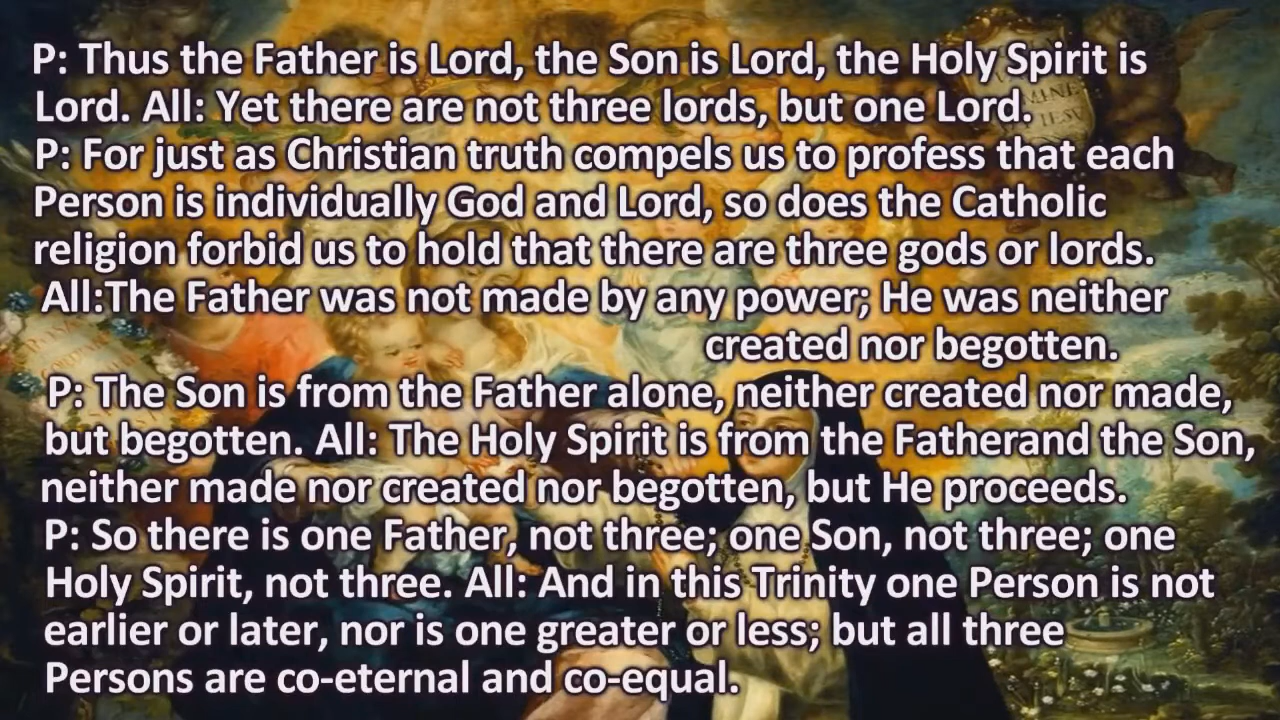 P: Thus the Father is Lord, the Son is Lord, the Holy Spirit is
Lord. All: Yet there are not three lords, but one Lord.
P: For just as Christian truth compels us to profess that each
Person is individually God and Lord, so does the Catholic
religion forbid us to hold that there are three gods or lords.
All:The Father was not made by any power; He was neither
created nor begotten.
P: The Son is from the Father alone, neither created nor made,
but begotten. All: The Holy Spirit is from the Fatherand the Son,
neither made nor created nor begotten, but He proceeds.
P: So there is one Father, not three; one Son, not three; one
Holy Spirit, not three. All: And in this Trinity one Person is not
earlier or later, nor is one greater or less; but all three
Persons are co-eternal and co-equal.